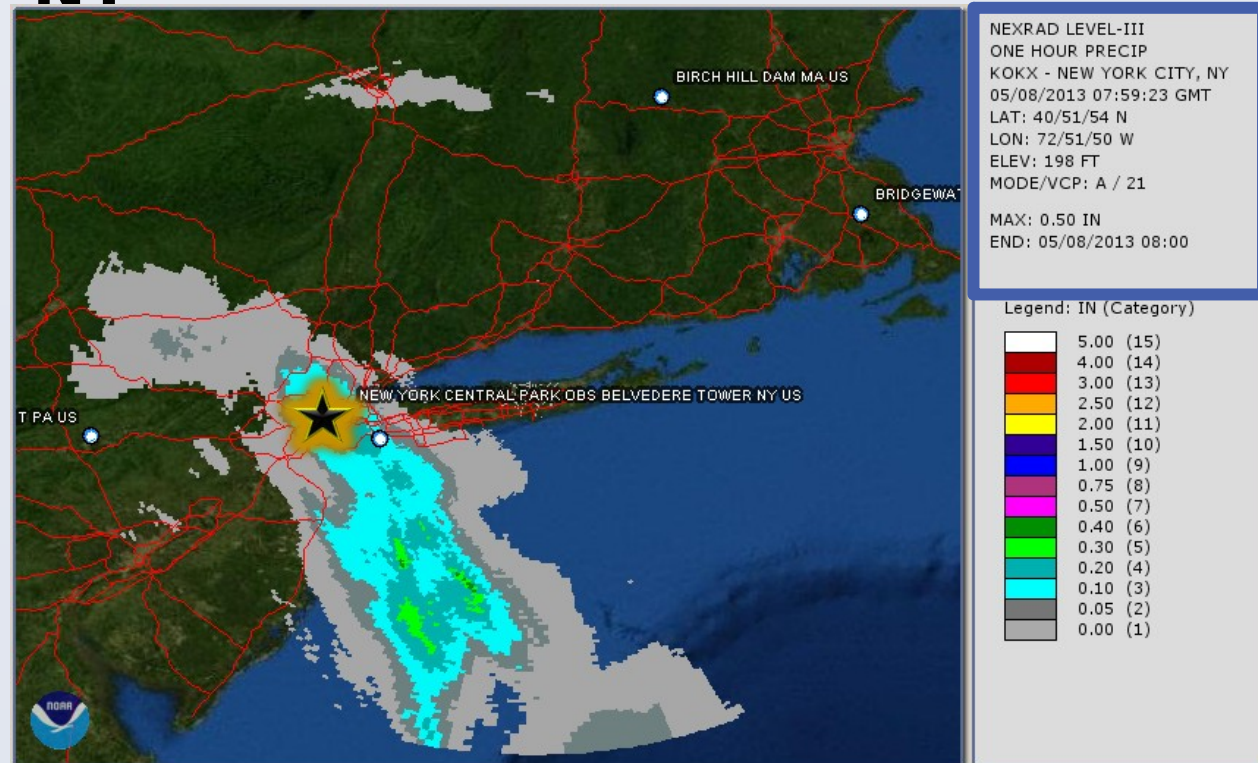 NY
BIRCH HILL DAM MA US
BRIDGEWAT
NEW YORK CENTRAL PARK OBS BELVEDERE TOWER NY US
T PA US
NOAA
NEXRAD LEVEL-III
ONE HOUR PRECIP
KOKX - NEW YORK CITY, NY
05/08/2013 07:59:23 GMT
LAT: 40/51/54 N
LON: 72/51/50 W
ELEV: 198 FT
MODE/VCP: A / 21
MAX: 0.50 IN
END: 05/08/2013 08:00
Legend: IN (Category)
5.00 (15)
4.00 (14)
3.00 (13)
2.50 (12)
2.00 (11)
1.50 (10)
1.00 (9)
0.75 (8)
0.50 (7)
0.40 (6)
0.30 (5)
0.20 (4)
0.10 (3)
0.05 (2)
0.00 (1)